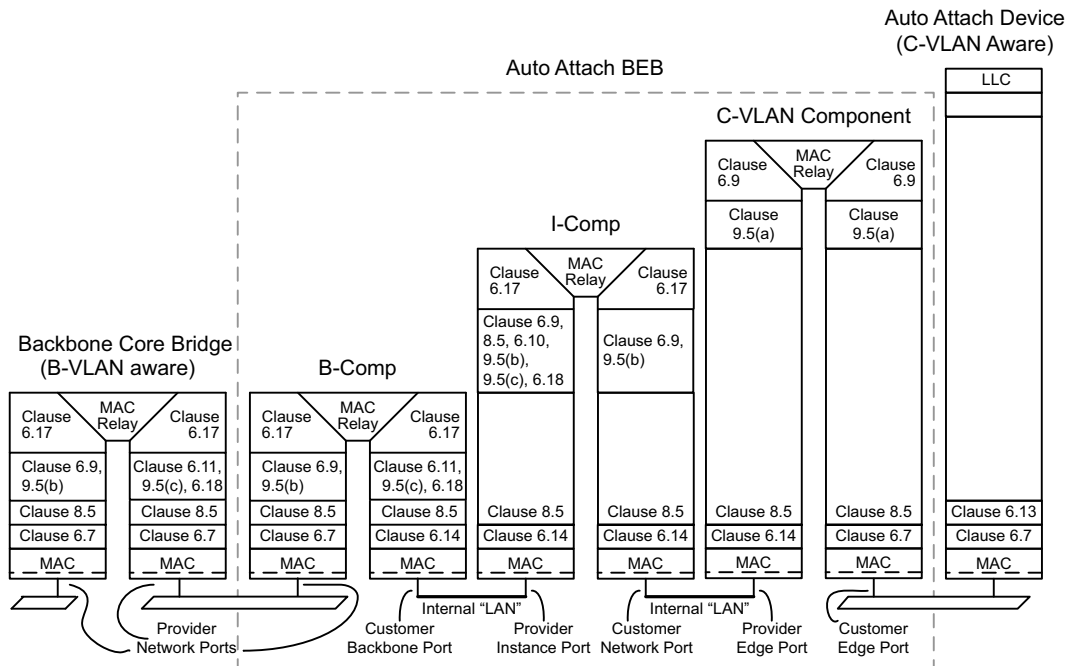 Auto Attach Device
(C-VLAN Aware)
LLC
Auto Attach BEB
C-VLAN Component
Clause
6.9
MAC
Relay
Clause
6.9
Clause
9.5(a)
Clause
9.5(a)
I-Comp
Clause
6.17
MAC
Relay
Clause
6.17
Clause 6.9,
8.5, 6.10,
9.5(b),
9.5(c), 6.18
Clause 6.9,
9.5(b)
Backbone Core Bridge
(B-VLAN aware)
B-Comp
Clause
6.17
MAC
Relay
Clause
6.17
Clause
6.17
MAC
Relay
Clause
6.17
Clause 6.9,
9.5(b)
Clause 6.11,
9.5(c), 6.18
Clause 6.9,
9.5(b)
Clause 6.11,
9.5(c), 6.18
Clause 8.5
Clause 8.5
Clause 8.5
Clause 8.5
Clause 8.5
Clause 8.5
Clause 8.5
Clause 8.5
Clause 6.13
Clause 6.7
Clause 6.7
Clause 6.7
Clause 6.14
Clause 6.14
Clause 6.14
Clause 6.14
Clause 6.7
Clause 6.7
MAC
MAC
MAC
MAC
MAC
MAC
MAC
MAC
MAC
Internal “LAN”
Internal “LAN”
Provider
Network Ports
Customer
Backbone Port
Provider
Instance Port
Customer
Network Port
Provider
Edge Port
Customer
Edge Port